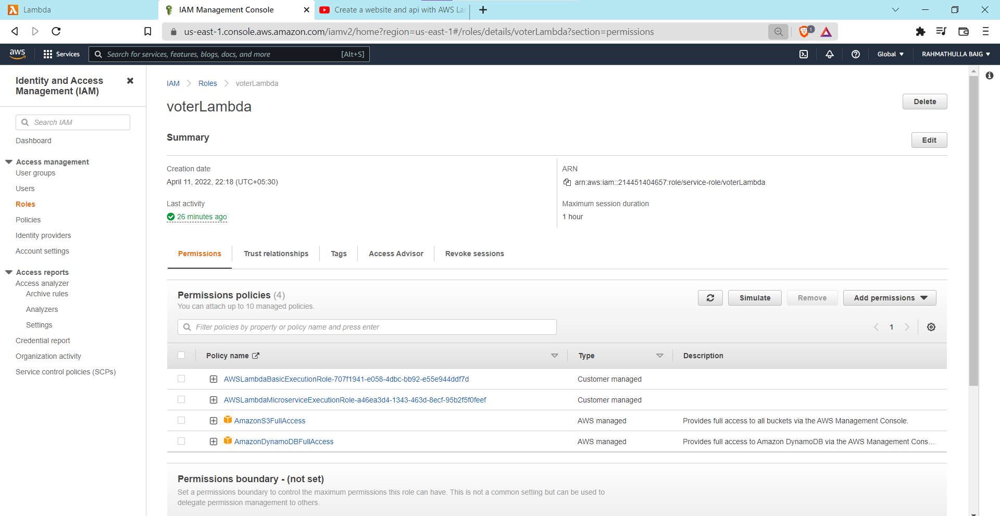 Lambda
IAM Management Console
Create a website and api with AWS La
us-east-1.console.aws.amazon.com/iamv2/home?region=us-east-1#/roles/details/voterLambda?section=permissions
1
aws
Services
Search for services, features, blogs, docs, and more
[Alt+S]
Global
RAHMATHULLA BAIG
Identity and Access
Management (IAM)
Search IAM
Dashboard
Access management
User groups
Users
Roles
Policies
Identity providers
Account settings
Access reports
Access analyzer
Archive rules
Analyzers
Settings
Credential report
Organization activity
Service control policies (SCPs)
IAM
Roles
voterLambda
voterLambda
Delete
Summary
Edit
Creation date
April 11, 2022, 22:18 (UTC+05:30)
ARN
arn:aws:iam::214451404657:role/service-role/voterLambda
Last activity
26 minutes ago
Maximum session duration
1 hour
Permissions
Trust relationships
Tags
Access Advisor
Revoke sessions
Permissions policies (4)
You can attach up to 10 managed policies.
Simulate
Remove
Add permissions
Filter policies by property or policy name and press enter
1
Policy name
Type
Description
AWSLambdaBasicExecutionRole-707f1941-e058-4dbc-bb92-e55e944ddf7d
Customer managed
AWSLambdaMicroserviceExecutionRole-a46ea3d4-1343-463d-8ecf-95b2f5f0feef
Customer managed
AmazonS3FullAccess
AWS managed
Provides full access to all buckets via the AWS Management Console.
AmazonDynamoDBFullAccess
AWS managed
Provides full access to Amazon DynamoDB via the AWS Management Cons…
Permissions boundary - (not set)
Set a permissions boundary to control the maximum permissions this role can have. This is not a common setting but can be used to
delegate permission management to others.